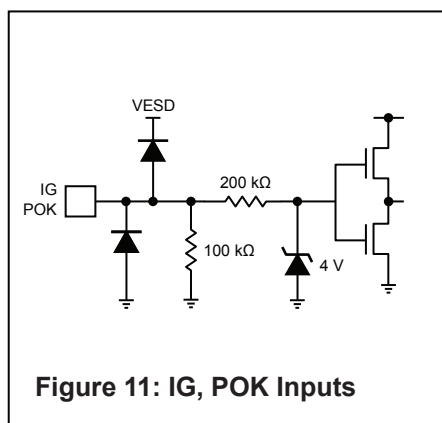 VESD
IG
POK
200 kΩ
100 kΩ
4 V
Figure 11: IG, POK Inputs